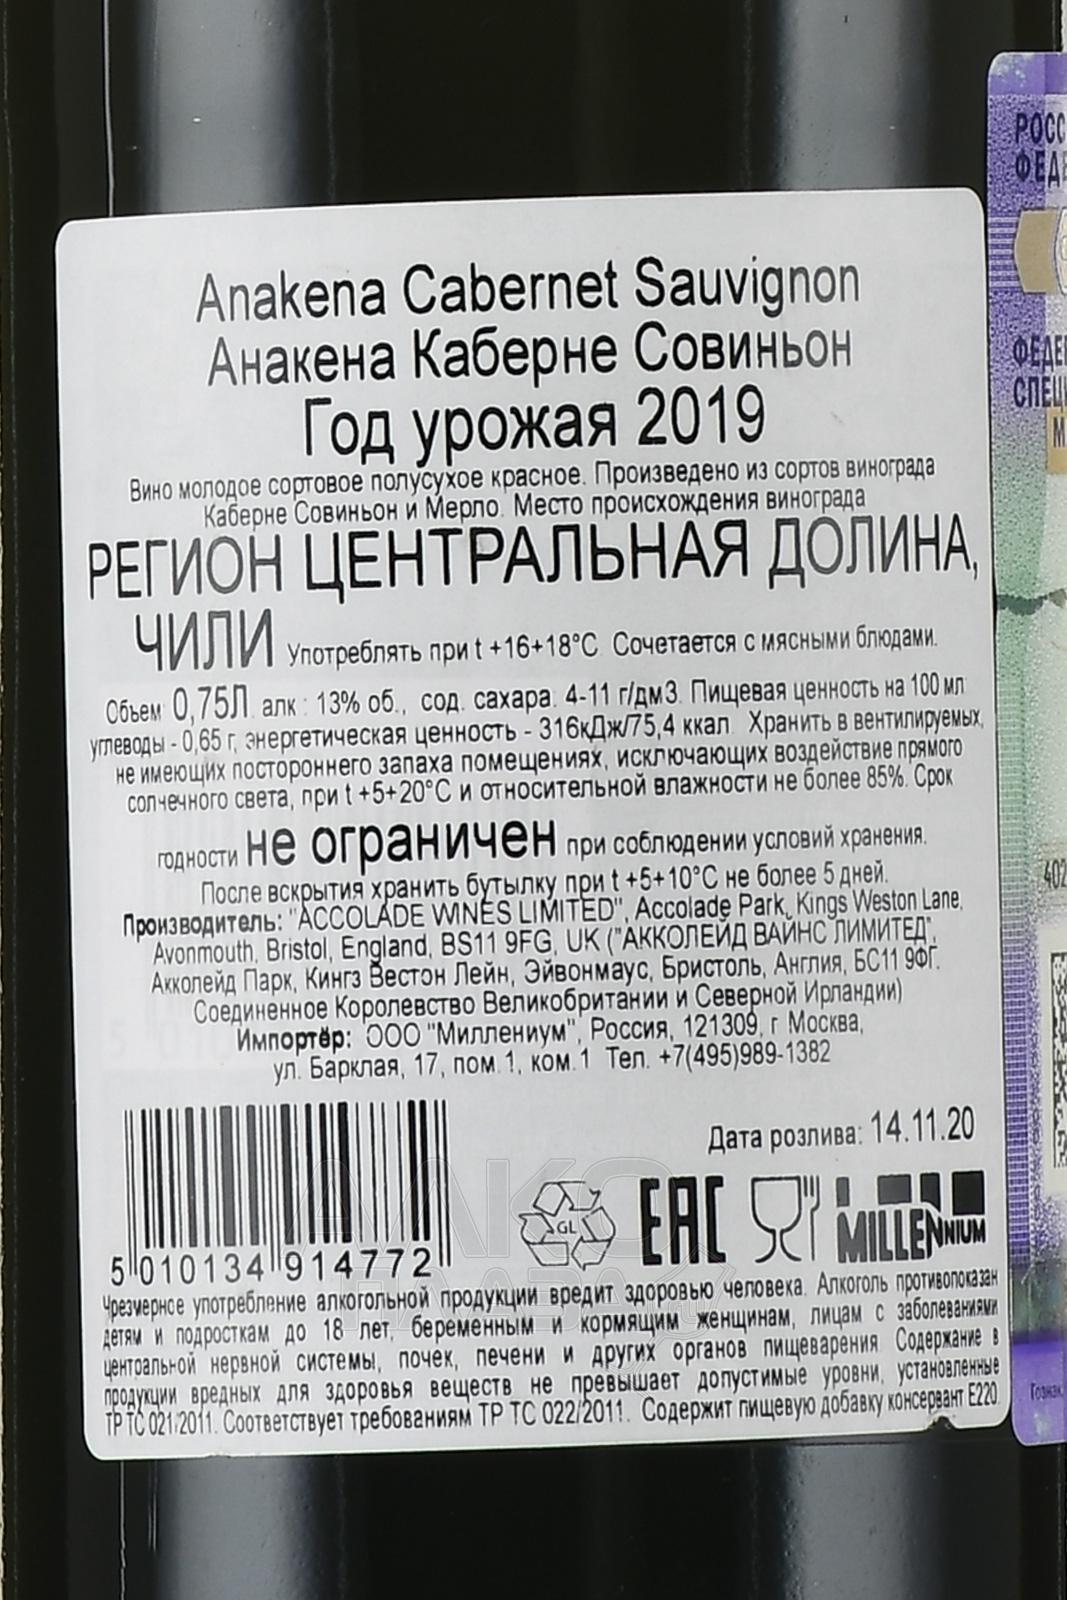 Anakena Cabernet Sauvignon
Анакена Каберне Совиньон
Год урожая 2019
Вино молодое сортовое полусухое красное. Произведено из сортов винограда
Каберне Совиньон и Мерло. Место происхождения винограда
РЕГИОН ЦЕНТРАЛЬНАЯ ДОЛИНА,
ЧИЛИ Употреблять при t +16+18°С. Сочетается с мясными блюдами.
Объем 0,75Л. алк : 13% об., сод. сахара: 4-11 г/дм3. Пищевая ценность на 100 мл:
углеводы - 0,65 г, энергетическая ценность - 316кДж/75,4 ккал. Хранить в вентилируемых,
не имеющих постороннего запаха помещениях, исключающих воздействие прямого
солнечного света, при t +5+20°С и относительной влажности не более 85%. Срок
годности не ограничен при соблюдении условий хранения.
После вскрытия хранить бутылку при t +5+10°С не более 5 дней.
Производитель: "ACCOLADE WINES LIMITED", Accolade Park, Kings Weston Lane,
Avonmouth, Bristol, England, BS11 9FG, UK ("АККОЛЕЙД ВАЙНС ЛИМИТЕД",
Акколейд Парк, Кингз Вестон Лейн, Эйвонмаус, Бристоль, Англия, БС11 9ФГ.
Соединенное Королевство Великобритании и Северной Ирландии)
Импортёр: ООО "Миллениум", Россия, 121309, г Москва,
ул. Барклая, 17, пом.1, ком.1 Тел. +7(495)989-1382
Дата розлива: 14.11.20
GL
EAC
MILLENNIUM
5 010134 914772
Чрезмерное употребление алкогольной продукции вредит здоровью человека. Алкоголь противопоказан
детям и подросткам до 18 лет, беременным и кормящим женщинам, лицам с заболеваниями
центральной нервной системы, почек, печени и других органов пищеварения. Содержание в
продукции вредных для здоровья веществ не превышает допустимые уровни, установленные
ТР ТС 021/2011. Соответствует требованиям ТР ТС 022/2011. Содержит пищевую добавку консервант Е220.
РОСС
ФЕДЕ
ФЕДЕ
СПЕЦ
М
402
Гознак